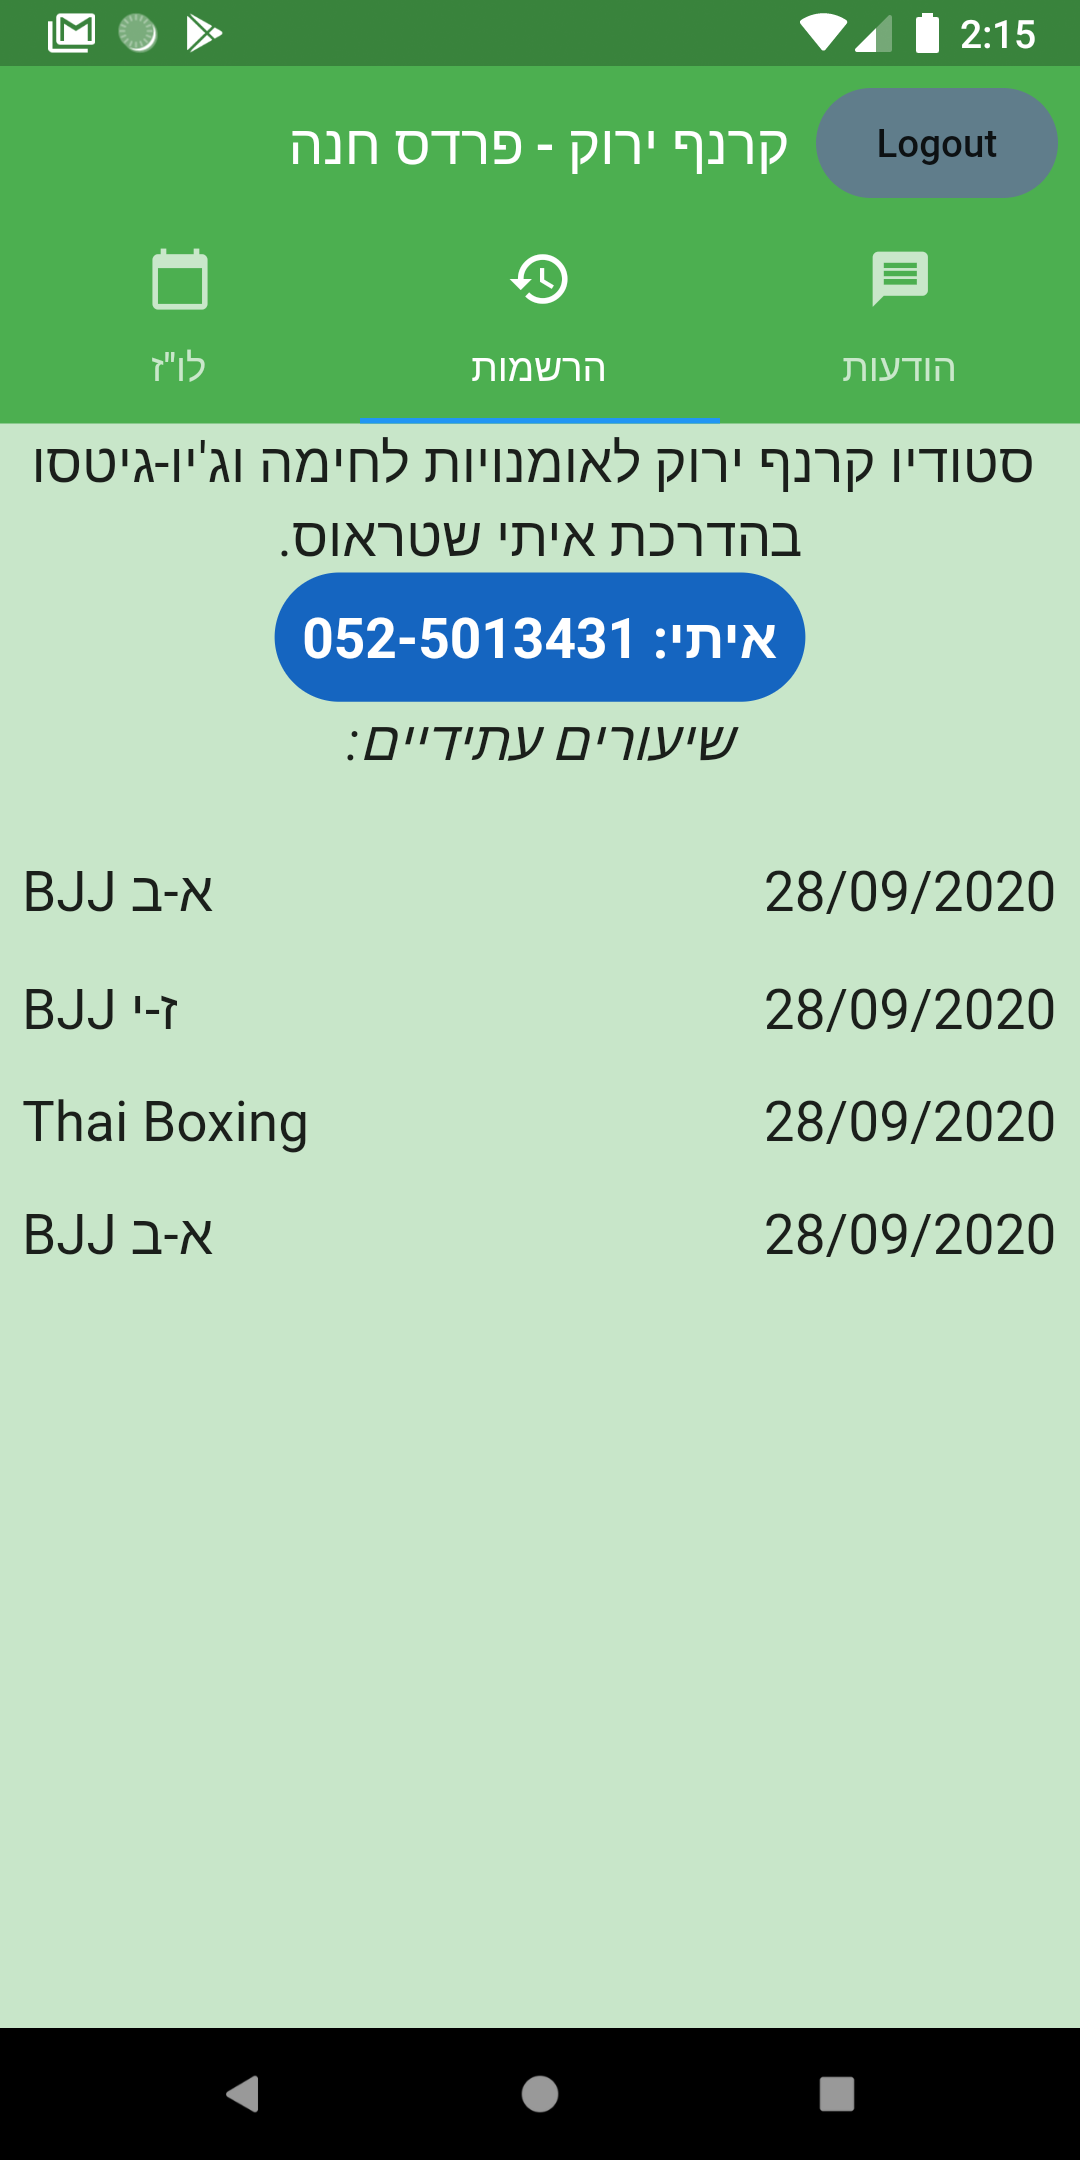 2:15
קרנף ירוק - פרדס חנה
Logout
לו"ז
הרשמות
הודעות
סטודיו קרנף ירוק לאומנויות לחימה וג'יו-גיטסו
בהדרכת איתי שטראוס.
איתי: 052-5013431
שיעורים עתידיים:
BJJ א-ב 28/09/2020
BJJ ז-י 28/09/2020
Thai Boxing 28/09/2020
BJJ א-ב 28/09/2020